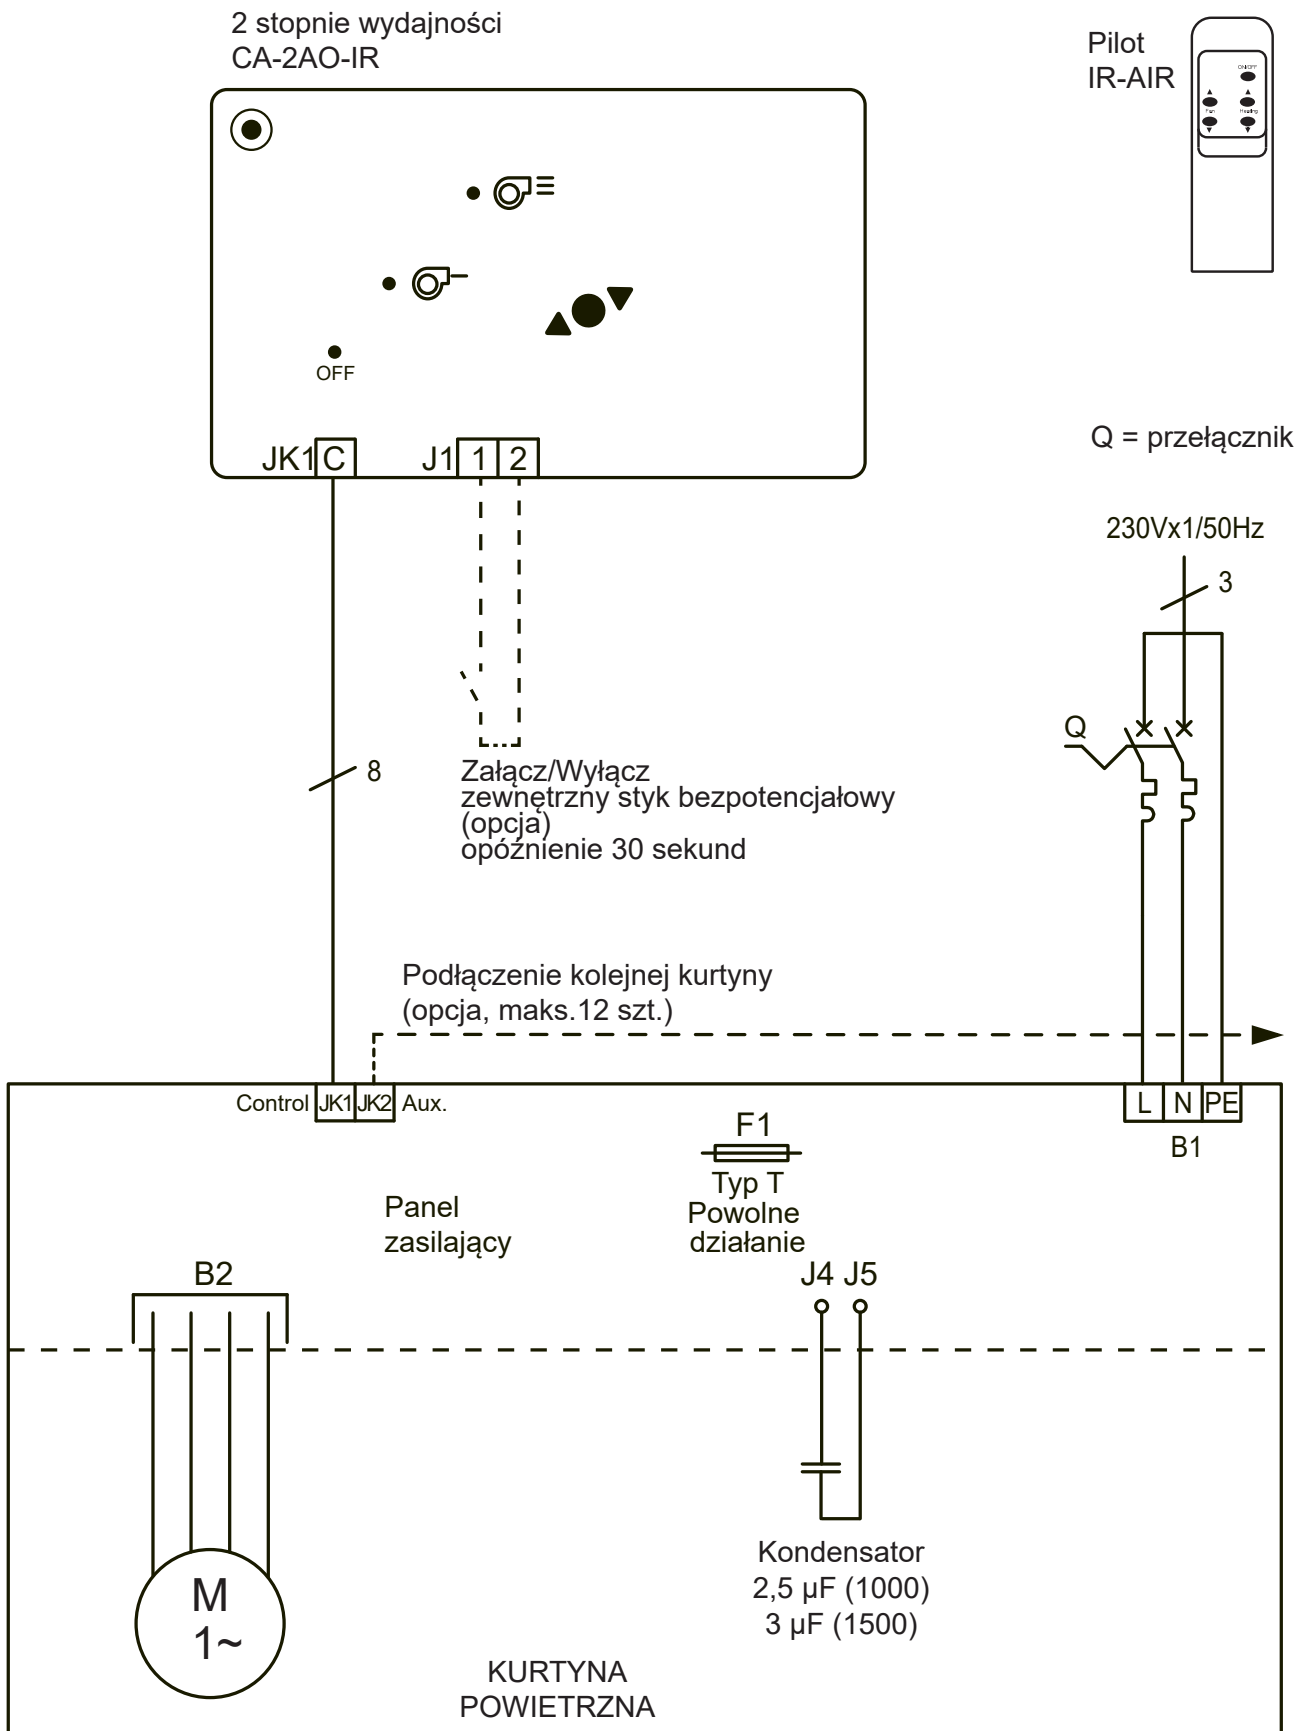 2 stopnie wydajności
CA-2AO-IR
Pilot
IR-AIR
ON/OFF
Fan
Heating
OFF
JK1 C
J1 1 2
Q = przełącznik
230Vx1/50Hz
3
Q
8
Załącz/Wyłącz
zewnętrzny styk bezpotencjałowy
(opcja)
opóźnienie 30 sekund
Podłączenie kolejnej kurtyny
(opcja, maks.12 szt.)
Control JK1 JK2 Aux.
L N PE
B1
F1
Typ T
Powolne
działanie
Panel
zasilający
B2
J4 J5
Kondensator
2,5 µF (1000)
3 µF (1500)
M
1~
KURTYNA
POWIETRZNA